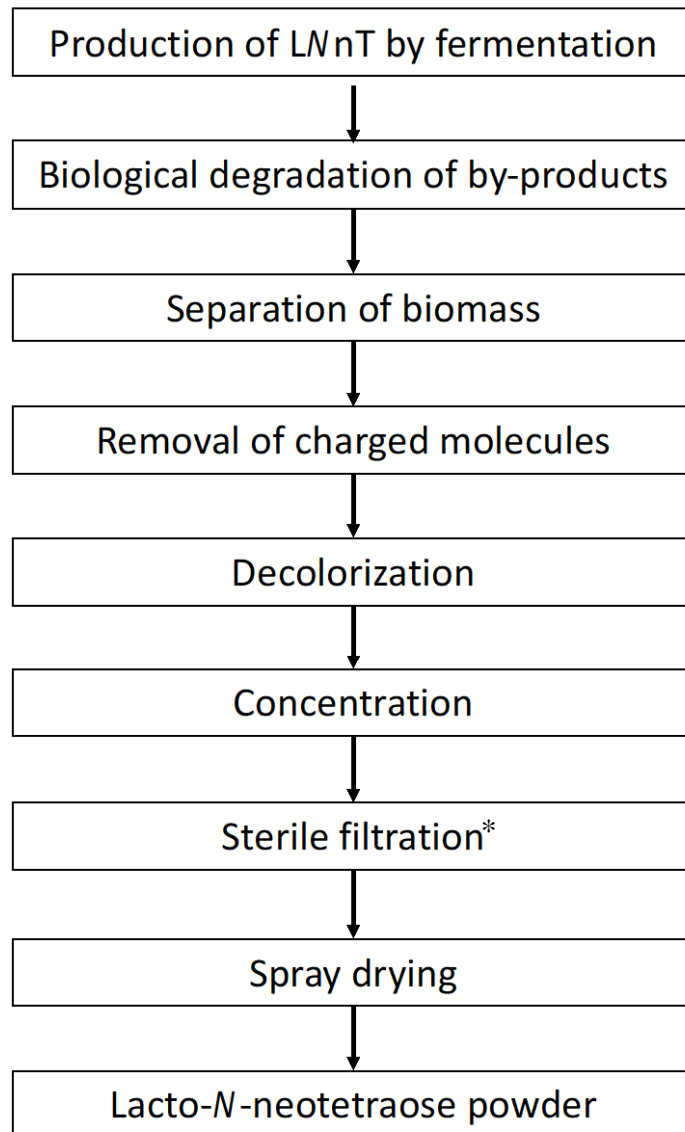 Production of LNnT by fermentation
Biological degradation of by-products
Separation of biomass
Removal of charged molecules
Decolorization
Concentration
Sterile filtration*
Spray drying
Lacto-N-neotetraose powder